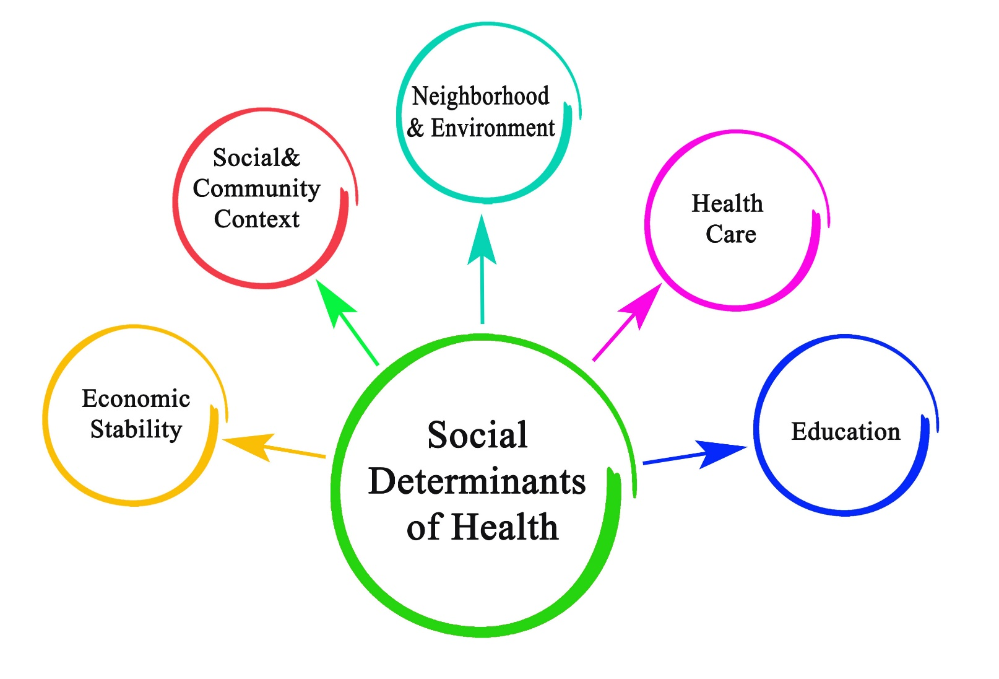 Neighborhood
& Environment
Social&
Community
Context
Health
Care
Economic
Stability
Education
Social
Determinants
of Health